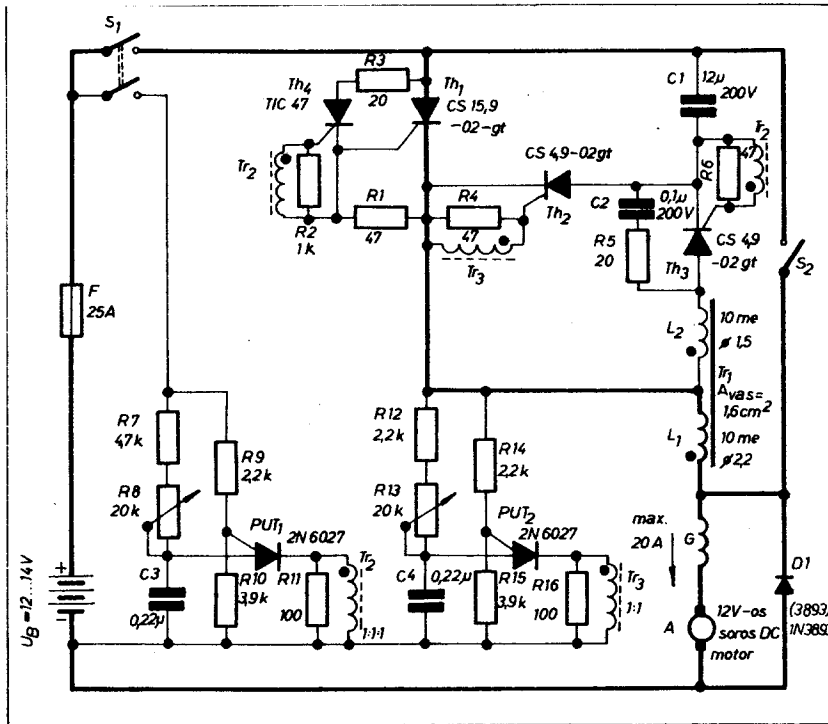 S1
Th4
TIC 47
R3
20
Th1
CS 15,9
-02-gt
C1
12µ
200V
Tr2
R2
1 k
R1
47
R4
47
Tr3
CS 4,9-02gt
Th2
C2
0,1µ
200V
R5
20
R6
47
Tr2
CS 4,9
-02 gt
Th3
S2
F
25A
L2
10 me
ø 1,5
Tr1
Avas=
1,6cm2
L1
10 me
ø 2,2
R7
4,7k
R8
20k
R9
2,2k
PUT1
2N 6027
C3
0,22µ
R10
3,9k
R11
100
Tr2
1:1:1
R12
2,2k
R13
20k
R14
2,2k
PUT2
2N 6027
C4
0,22µ
R15
3,9k
R16
100
Tr3
1:1
max.
20 A
G
D1
(3893)
A
12V-os
soros DC
motor
+
-
UB=12...14V